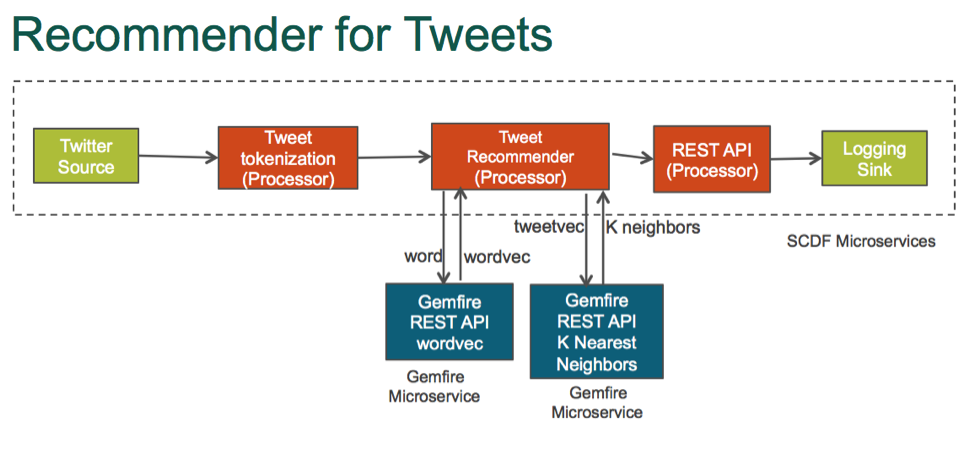 Recommender for Tweets
Twitter
Source
Tweet
tokenization
(Processor)
Tweet
Recommender
(Processor)
REST API
(Processor)
Logging
Sink
tweetvec
K neighbors
SCDF Microservices
word
wordvec
Gemfire
REST API
wordvec
Gemfire
REST API
K Nearest
Neighbors
Gemfire
Microservice
Gemfire
Microservice